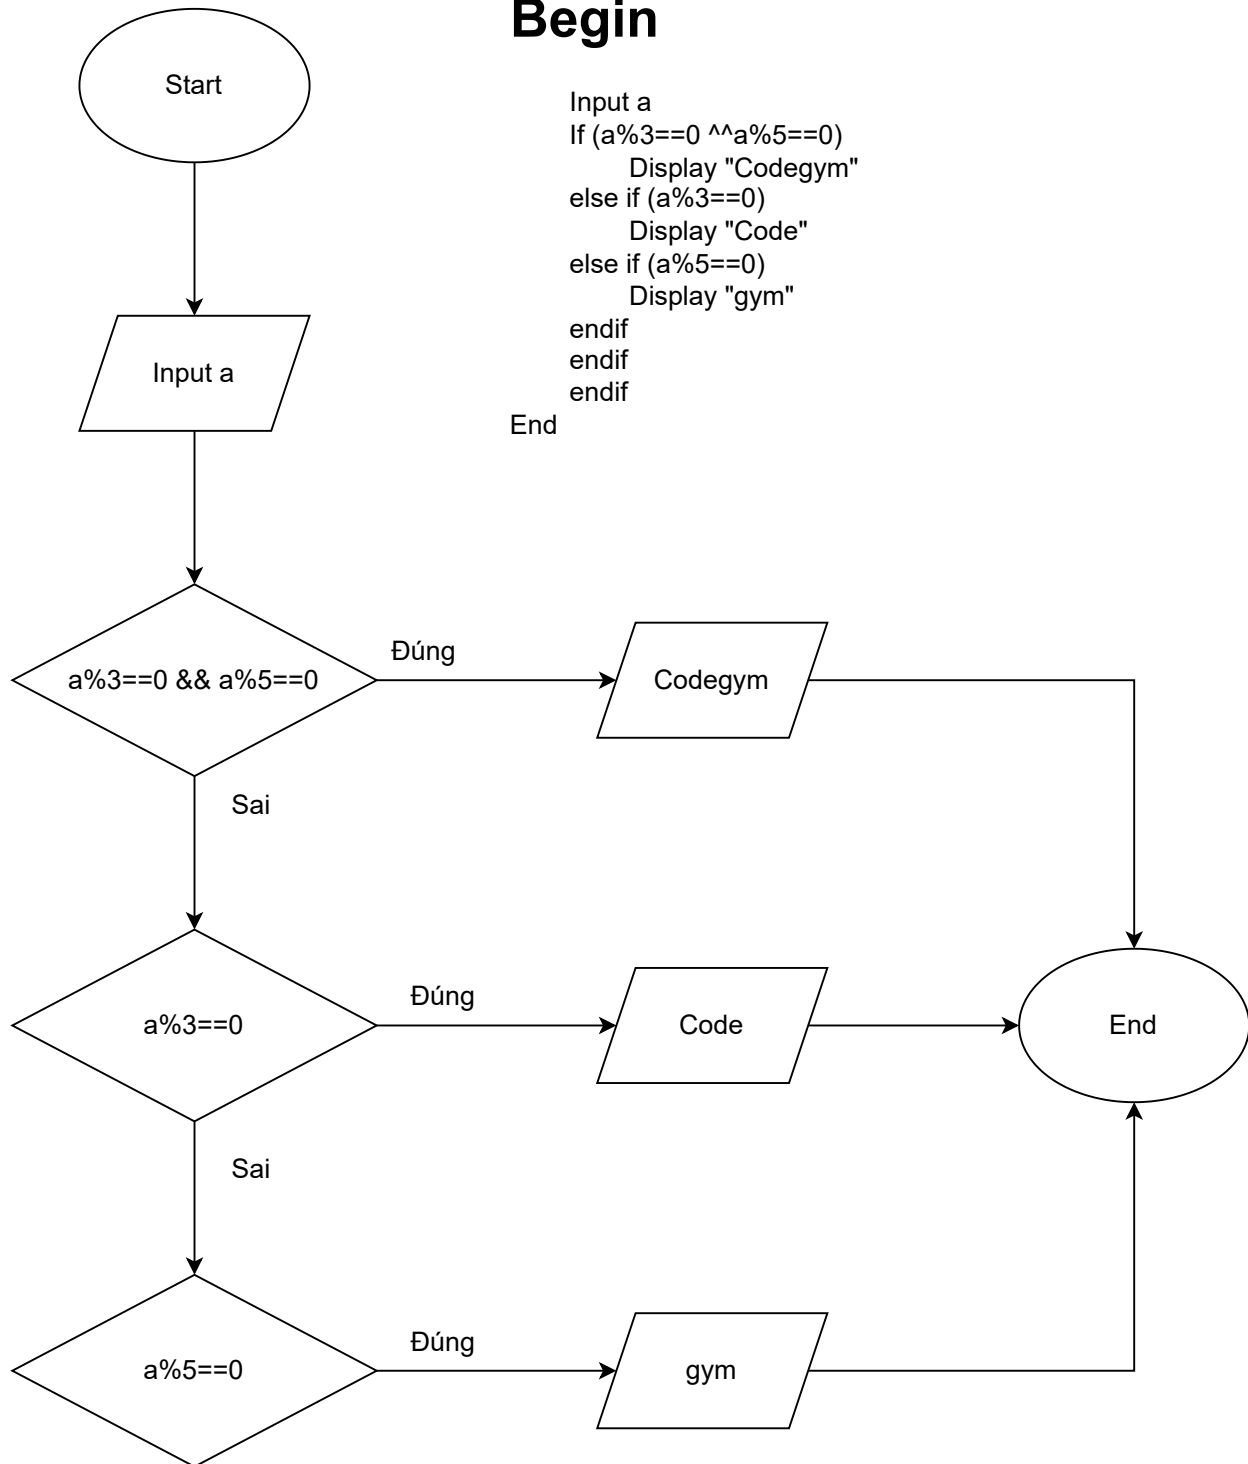 Begin
Start
Input a
If (a%3==0 ^^a%5==0)
Display "Codegym"
else if (a%3==0)
Display "Code"
else if (a%5==0)
Display "gym"
endif
endif
endif
End
Input a
a%3==0 && a%5==0
Đúng
Codegym
Sai
a%3==0
Đúng
Code
End
Sai
a%5==0
Đúng
gym